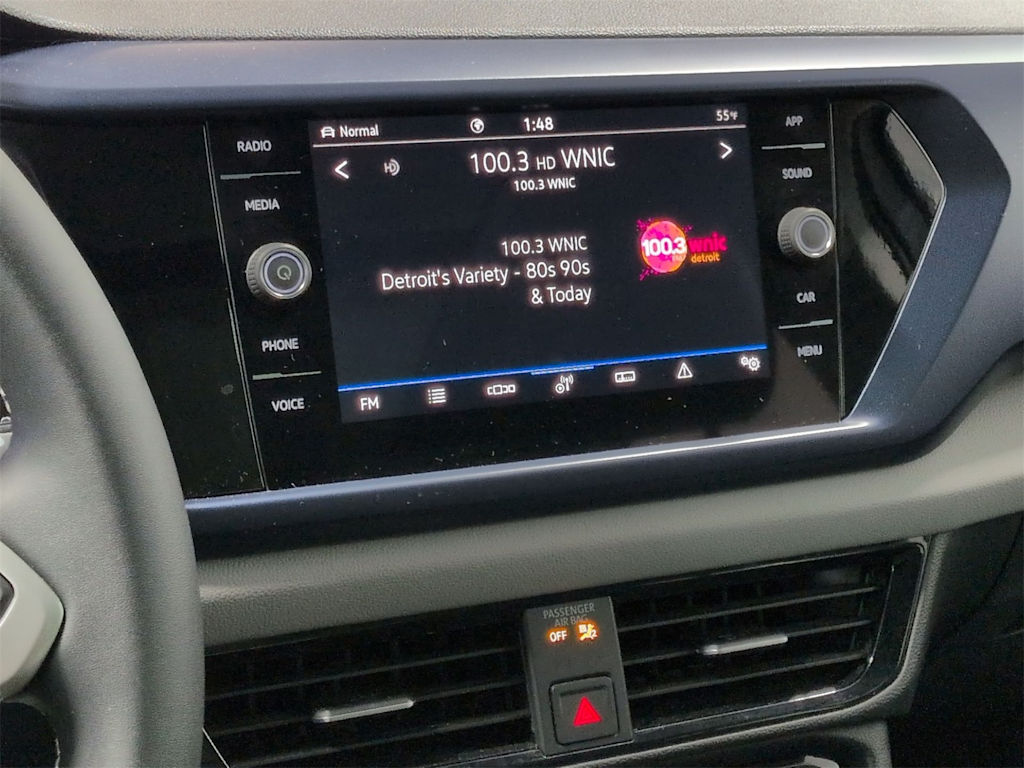 RADIO
MEDIA
PHONE
VOICE
Normal
1:48
55°F
100.3 HD WNIC
100.3 WNIC
100.3 WNIC
Detroit's Variety - 80s 90s
& Today
100.3 wnic
detroit
FM
APP
SOUND
CAR
MENU
PASSENGER
AIR BAG
OFF